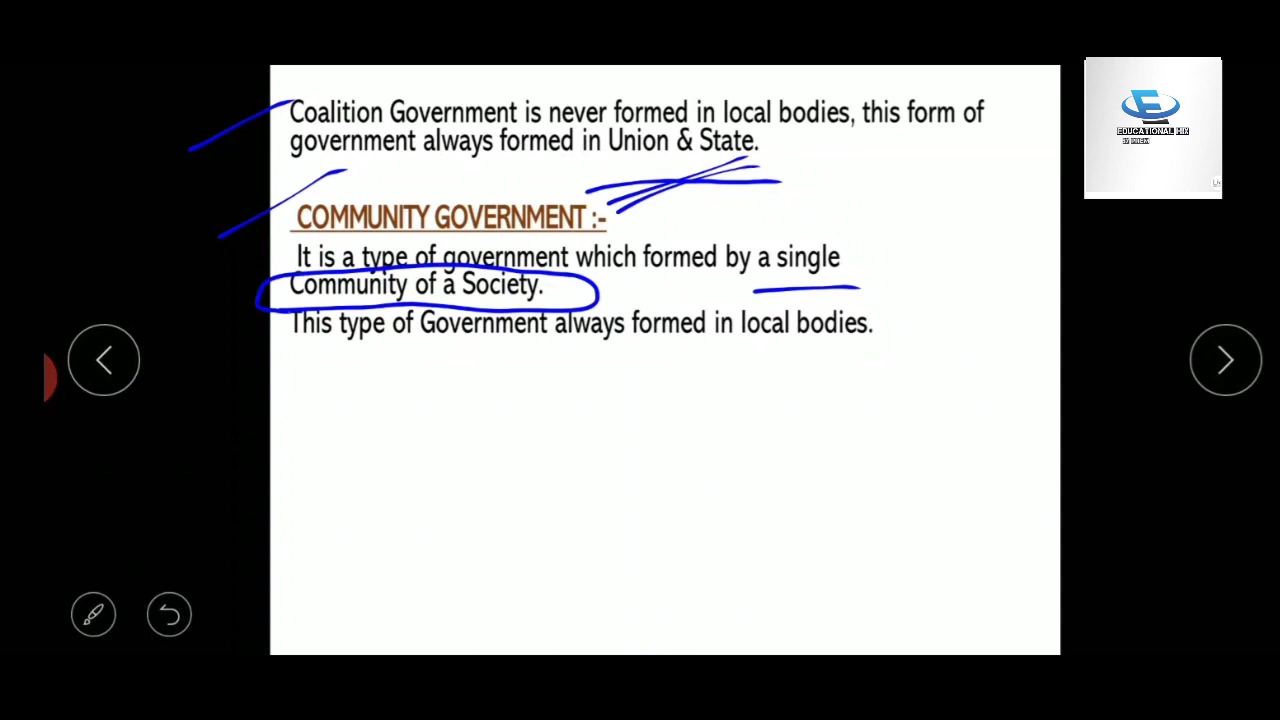 Coalition Government is never formed in local bodies, this form of
government always formed in Union & State.
COMMUNITY GOVERNMENT :-
It is a type of government which formed by a single
Community of a Society.
This type of Government always formed in local bodies.
E
EDUCATIONAL